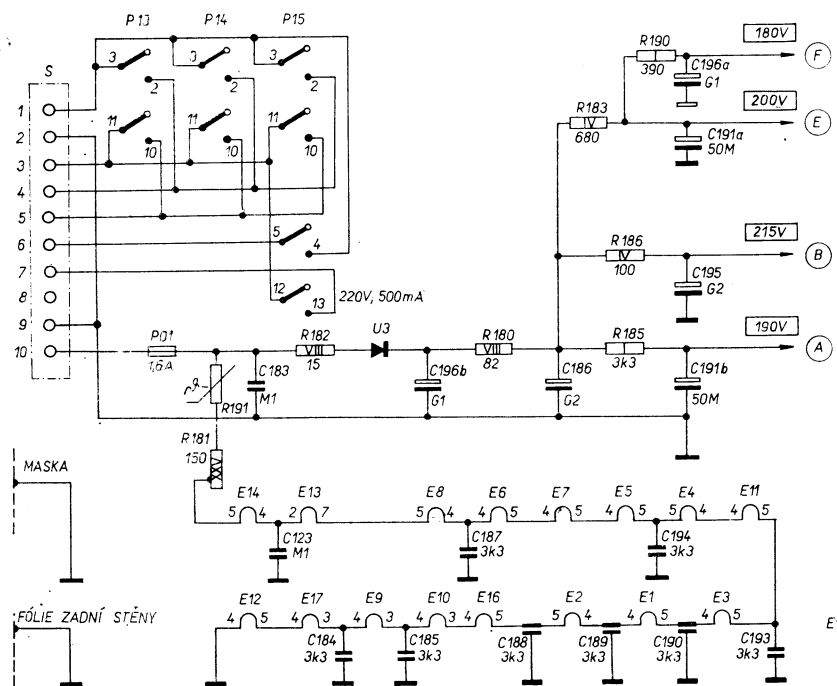 P13 P14 P15
R190 180V F
3 3 3 390 C196a
S G1
2 2 2
1 R183 200V E
11 11 11 680 C191a
2 50M
10 10 10
3
4
5
6 5 4 R186 215V B
7 100 C195
12 13 220V, 500mA G2
8
9 P01 R182 U3 R180 R185 190V A
10 1,6A 15 82 3k3
C183 C196b C186 C191b
M1 G1 G2 50M
R191
R181
150
MASKA
E14 E13 E8 E6 E7 E5 E4 E11
5 4 2 7 5 4 4 5 5 4 4 5 5 4 4 5
C123 C187 C194
M1 3k3 3k3
FÓLIE ZADNÍ STĚNY
E12 E17 E9 E10 E16 E2 E1 E3
4 5 4 3 4 3 4 3 4 5 5 4 4 5 4 5
C184 C185 C188 C189 C190 C193
3k3 3k3 3k3 3k3 3k3 3k3